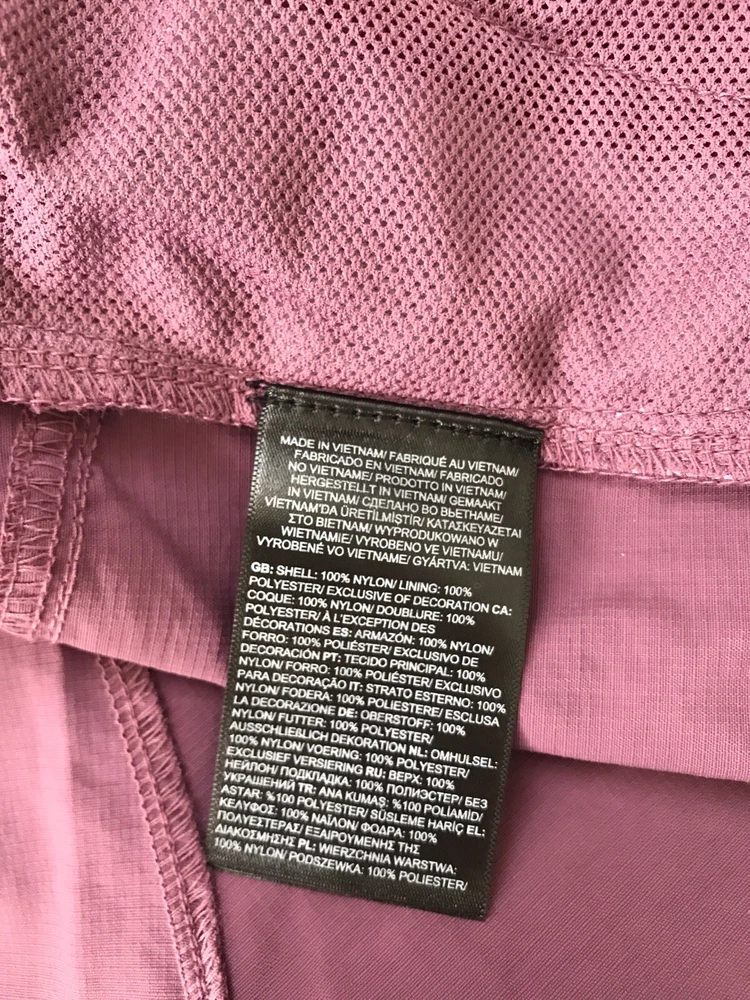 MADE IN VIETNAM/ FABRIQUÉ AU VIETNAM/
FABRICADO EN VIETNAM/ FABRICADO
NO VIETNAME/ PRODOTTO IN VIETNAM/
HERGESTELLT IN VIETNAM/ GEMAAKT
IN VIETNAM/ СДЕЛАНО ВО ВЬЕТНАМЕ/
VİETNAM'DA ÜRETİLMİŞTİR/ ΚΑΤΑΣΚΕΥΑΖΕΤΑΙ
ΣΤΟ ΒΙΕΤΝΑΜ/ WYPRODUKOWANO W
WIETNAMIE/ VYROBENO VE VIETNAMU/
VYROBENÉ VO VIETNAME/ GYÁRTVA: VIETNAM
GB: SHELL: 100% NYLON/ LINING: 100%
POLYESTER/ EXCLUSIVE OF DECORATION CA:
COQUE: 100% NYLON/ DOUBLURE: 100%
POLYESTER/ À L'EXCEPTION DES
DÉCORATIONS ES: ARMAZÓN: 100% NYLON/
FORRO: 100% POLIÉSTER/ EXCLUSIVO DE
DECORACIÓN PT: TECIDO PRINCIPAL: 100%
NYLON/ FORRO: 100% POLIÉSTER/ EXCLUSIVO
PARA DECORAÇÃO IT: STRATO ESTERNO: 100%
NYLON/ FODERA: 100% POLIESTERE/ ESCLUSA
LA DECORAZIONE DE: OBERSTOFF: 100%
NYLON/ FUTTER: 100% POLYESTER/
AUSSCHLIEßLICH DEKORATION NL: OMHULSEL:
100% NYLON/ VOERING: 100% POLYESTER/
EXCLUSIEF VERSIERING RU: ВЕРХ: 100%
НЕЙЛОН/ ПОДКЛАДКА: 100% ПОЛИЭСТЕР/ БЕЗ
УКРАШЕНИЙ TR: ANA KUMAŞ: %100 POLİAMİD/
ASTAR: %100 POLYESTER/ SÜSLEME HARİÇ EL:
ΚΕΛΥΦΟΣ: 100% ΝΑΪΛΟΝ/ ΦΟΔΡΑ: 100%
ΠΟΛΥΕΣΤΕΡΑΣ/ ΕΞΑΙΡΟΥΜΕΝΗΣ ΤΗΣ
ΔΙΑΚΟΣΜΗΣΗΣ PL: WIERZCHNIA WARSTWA:
100% NYLON/ PODSZEWKA: 100% POLIESTER/